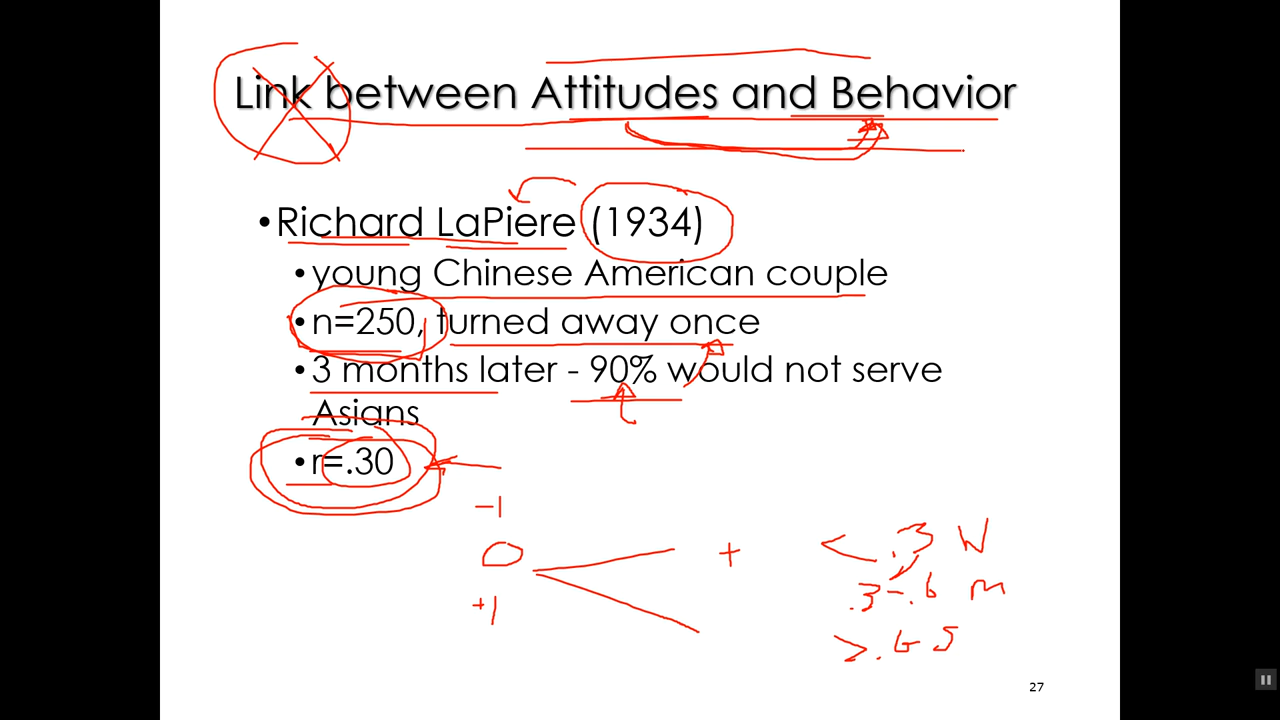 Link between Attitudes and Behavior
•Richard LaPiere (1934)
•young Chinese American couple
•n=250, turned away once
•3 months later - 90% would not serve
Asians
•r=.30
-1
0
+
+1
< .3 W
.3-.6 m
>.6 S
27